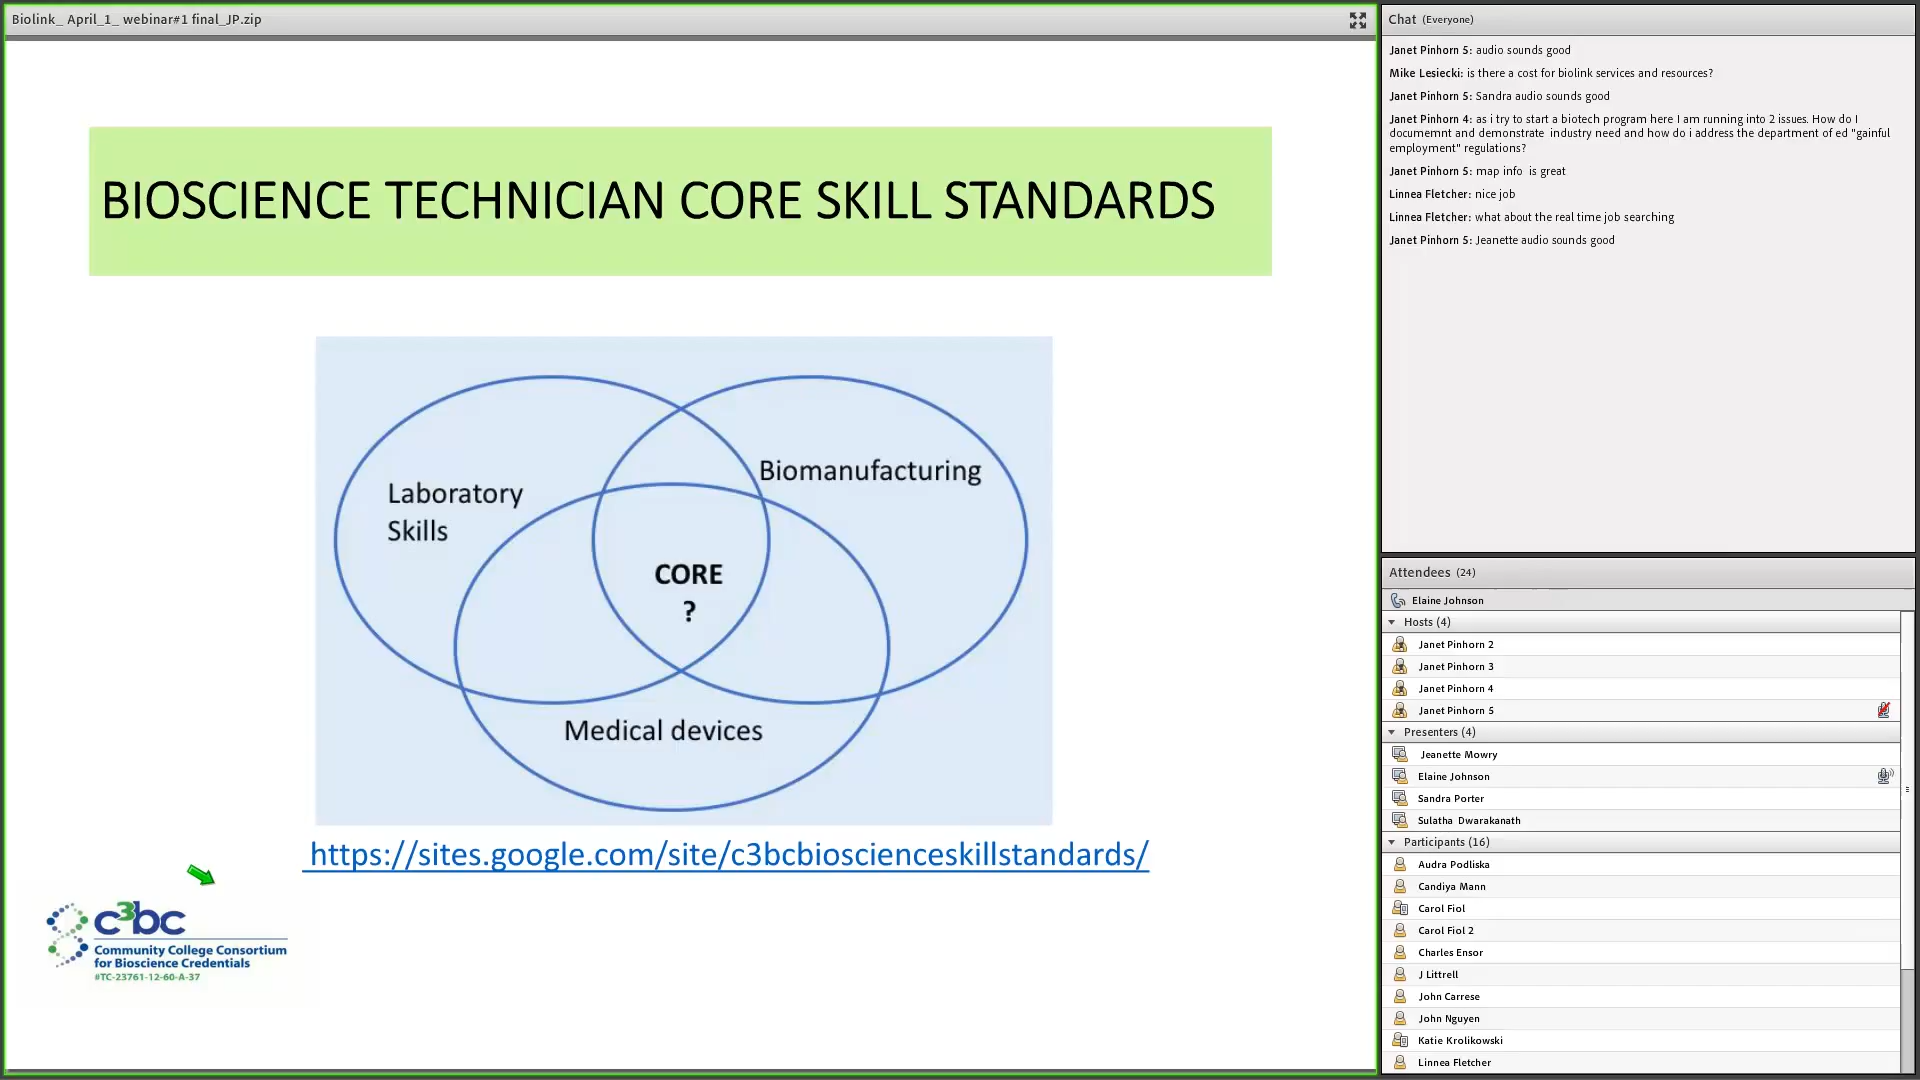 Biolink_ April_1_ webinar#1 final_JP.zip
BIOSCIENCE TECHNICIAN CORE SKILL STANDARDS
Laboratory
Skills
Biomanufacturing
CORE
?
Medical devices
https://sites.google.com/site/c3bcbioscienceskillstandards/
c3bc
Community College Consortium
for Bioscience Credentials
#TC-23761-12-60-A-37
Chat (Everyone)
Janet Pinhorn 5: audio sounds good
Mike Lesiecki: is there a cost for biolink services and resources?
Janet Pinhorn 5: Sandra audio sounds good
Janet Pinhorn 4: as i try to start a biotech program here I am running into 2 issues. How do I
documemnt and demonstrate industry need and how do i address the department of ed "gainful
employment" regulations?
Janet Pinhorn 5: map info is great
Linnea Fletcher: nice job
Linnea Fletcher: what about the real time job searching
Janet Pinhorn 5: Jeanette audio sounds good
Attendees (24)
Elaine Johnson
Hosts (4)
Janet Pinhorn 2
Janet Pinhorn 3
Janet Pinhorn 4
Janet Pinhorn 5
Presenters (4)
Jeanette Mowry
Elaine Johnson
Sandra Porter
Sulatha Dwarakanath
Participants (16)
Audra Podliska
Candiya Mann
Carol Fiol
Carol Fiol 2
Charles Ensor
J Littrell
John Carrese
John Nguyen
Katie Krolikowski
Linnea Fletcher